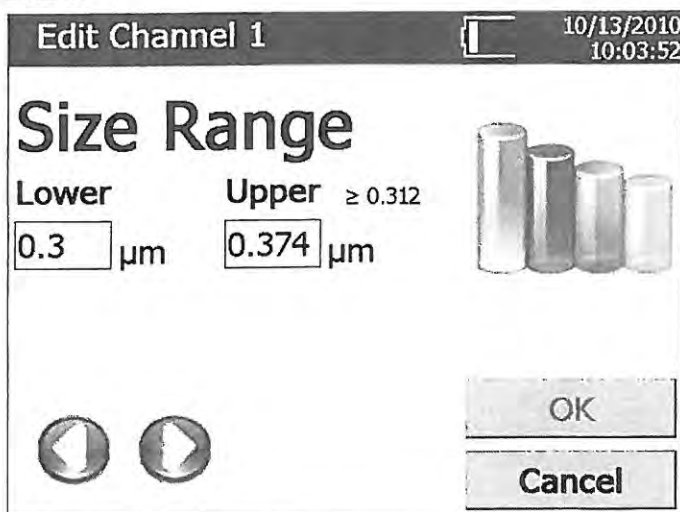 Edit Channel 1
10/13/2010
10:03:52
Size Range
Lower Upper ≥ 0.312
0.3 µm 0.374 µm
OK
Cancel